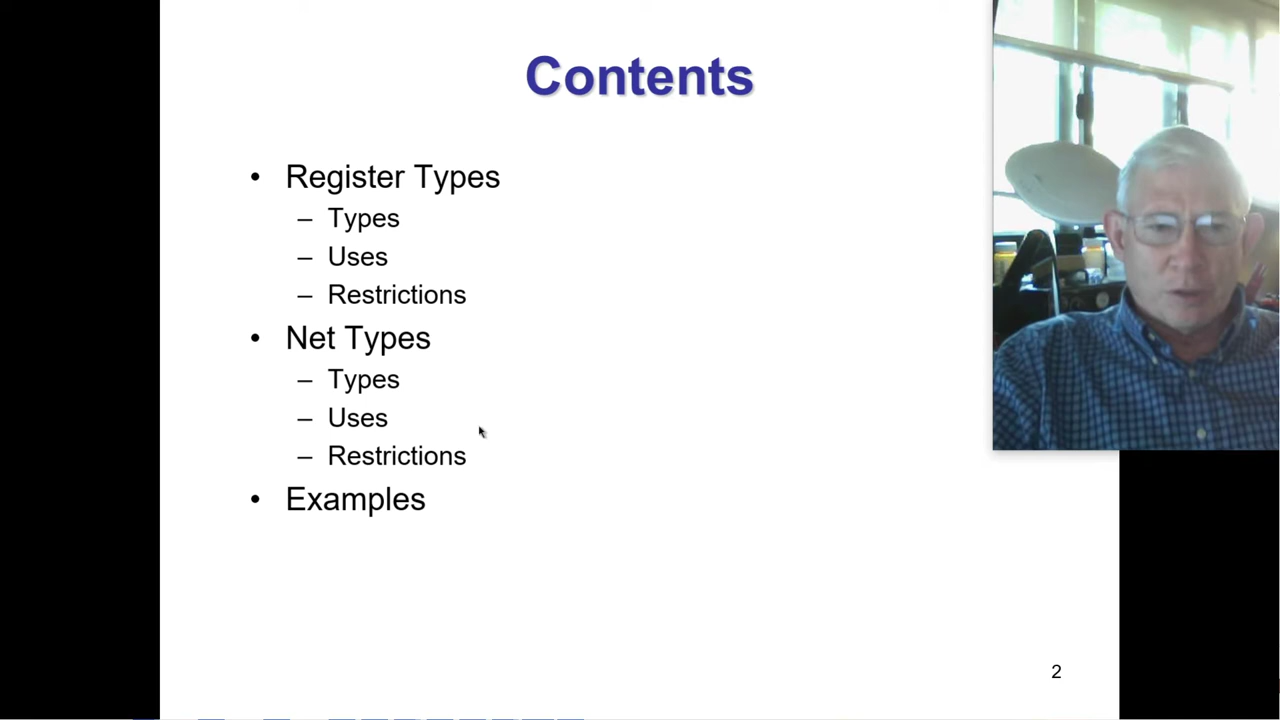 Contents
• Register Types
– Types
– Uses
– Restrictions
• Net Types
– Types
– Uses
– Restrictions
• Examples
2